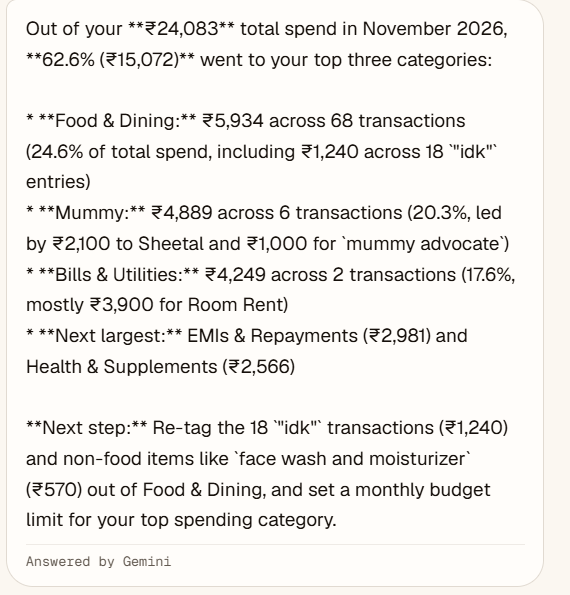 Out of your **₹24,083** total spend in November 2026,
**62.6% (₹15,072)** went to your top three categories:
* **Food & Dining:** ₹5,934 across 68 transactions
(24.6% of total spend, including ₹1,240 across 18 `"idk"`
entries)
* **Mummy:** ₹4,889 across 6 transactions (20.3%, led
by ₹2,100 to Sheetal and ₹1,000 for `mummy advocate`)
* **Bills & Utilities:** ₹4,249 across 2 transactions (17.6%,
mostly ₹3,900 for Room Rent)
* **Next largest:** EMIs & Repayments (₹2,981) and
Health & Supplements (₹2,566)
**Next step:** Re-tag the 18 `"idk"` transactions (₹1,240)
and non-food items like `face wash and moisturizer`
(₹570) out of Food & Dining, and set a monthly budget
limit for your top spending category.
Answered by Gemini